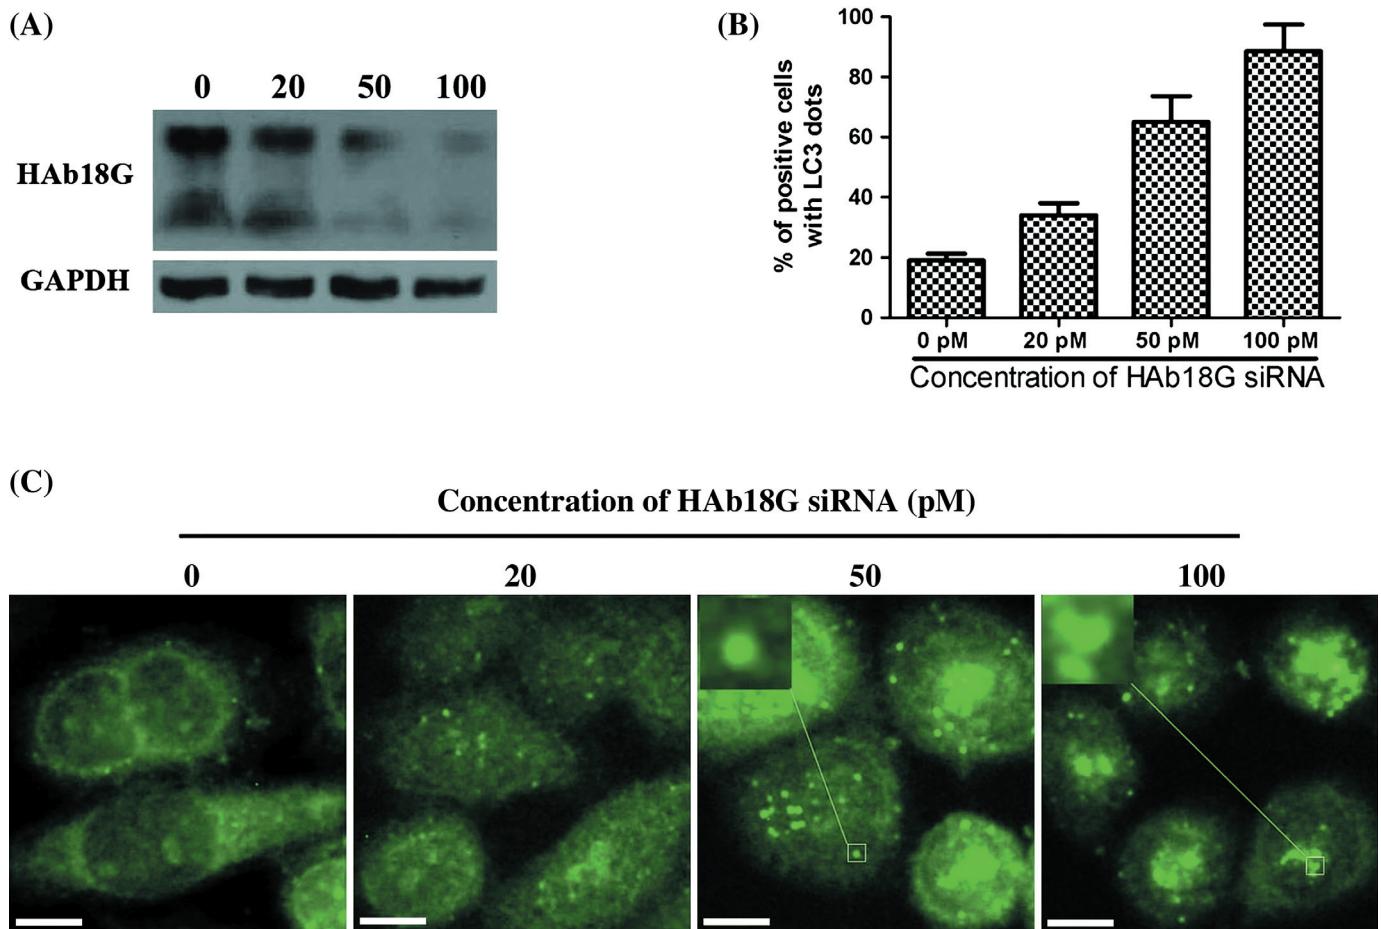 (A)
0 20 50 100
HAb18G
GAPDH
(B)
% of positive cells
with LC3 dots
100
80
60
40
20
0
0 pM 20 pM 50 pM 100 pM
Concentration of HAb18G siRNA
(C)
Concentration of HAb18G siRNA (pM)
0 20 50 100